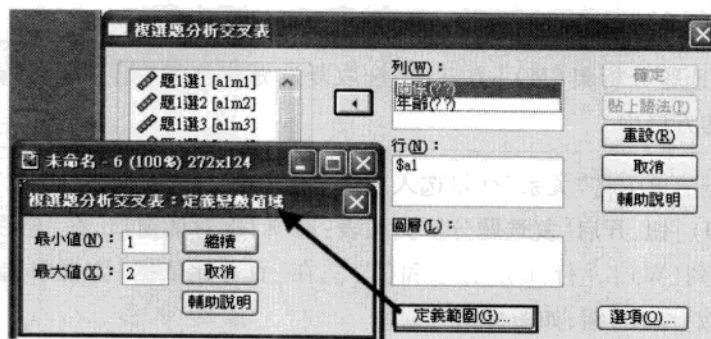 複選題分析交叉表
題1選1 [a1m1]
題1選2 [a1m2]
題1選3 [a1m3]
列(W)：
年齡(??)
行(N)：
$a1
圖層(L)：
定義範圍(G)...
確定
貼上語法(P)
重設(R)
取消
輔助說明
選項(O)...
未命名 - 6 (100%) 272x124
複選題分析交叉表：定義變數值域
最小值(N)： 1
最大值(X)： 2
繼續
取消
輔助說明